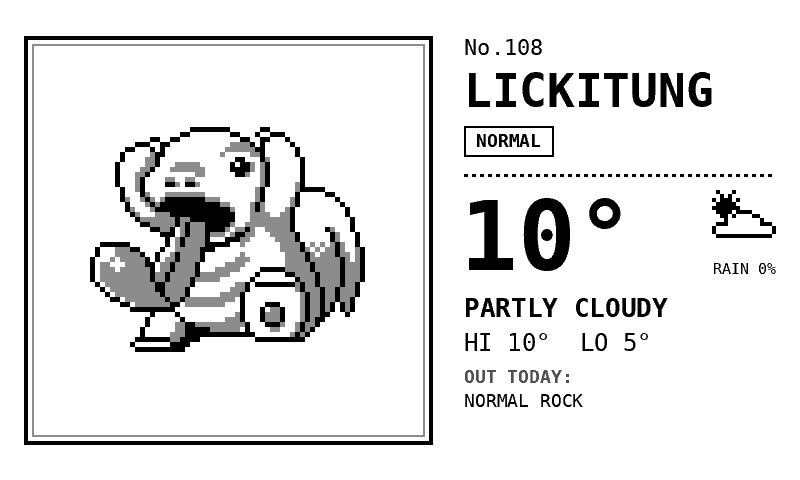 No.108
LICKITUNG
NORMAL
10°
RAIN 0%
PARTLY CLOUDY
HI 10° LO 5°
OUT TODAY:
NORMAL ROCK